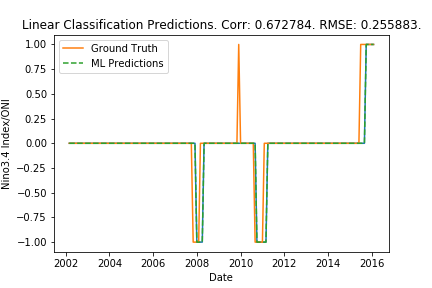 Linear Classification Predictions. Corr: 0.672784. RMSE: 0.255883.
Ground Truth
ML Predictions
1.00
0.75
0.50
0.25
0.00
−0.25
−0.50
−0.75
−1.00
Nino3.4 Index/ONI
2002 2004 2006 2008 2010 2012 2014 2016
Date